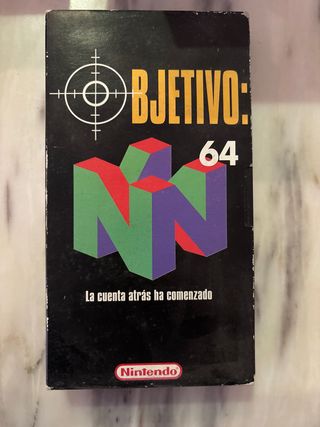 OBJETIVO:
64
La cuenta atrás ha comenzado
Nintendo